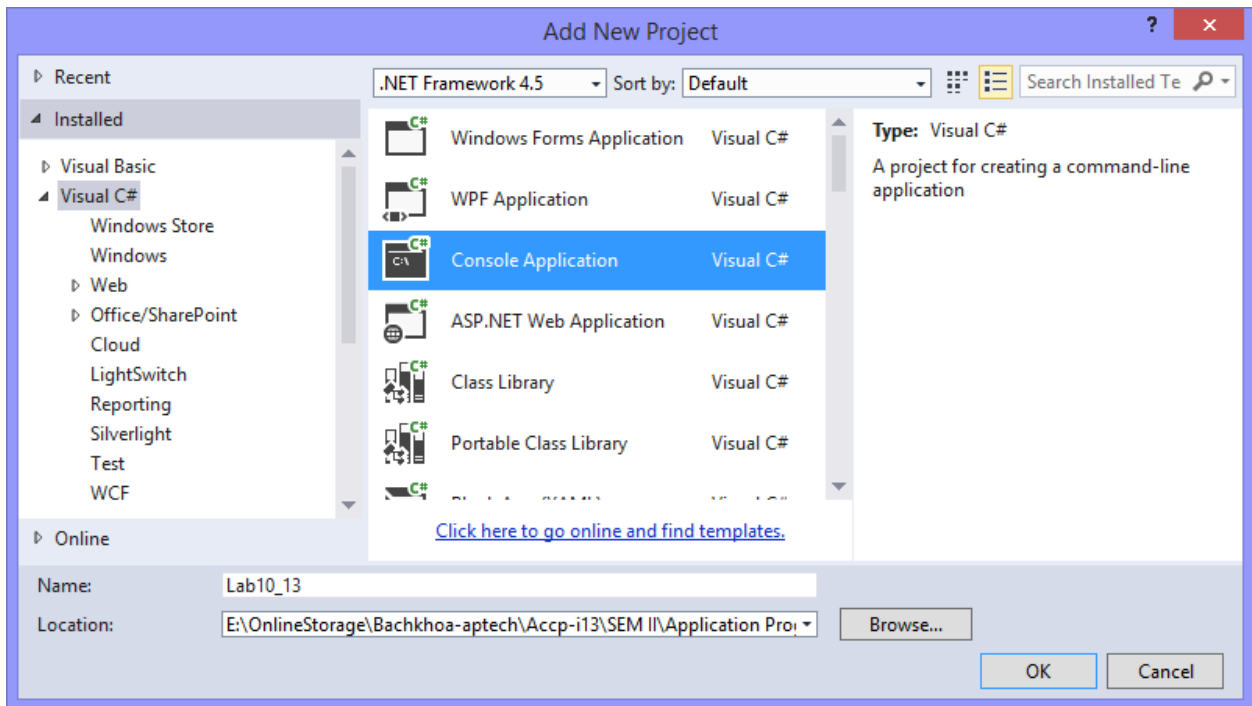 Add New Project
?
Recent
.NET Framework 4.5
Sort by:
Default
Search Installed Te
Installed
Visual Basic
Visual C#
Windows Store
Windows
Web
Office/SharePoint
Cloud
LightSwitch
Reporting
Silverlight
Test
WCF
Online
Windows Forms Application Visual C#
WPF Application Visual C#
Console Application Visual C#
ASP.NET Web Application Visual C#
Class Library Visual C#
Portable Class Library Visual C#
Click here to go online and find templates.
Type: Visual C#
A project for creating a command-line
application
Name: Lab10_13
Location: E:\OnlineStorage\Bachkhoa-aptech\Accp-i13\SEM II\Application
Browse...
OK Cancel